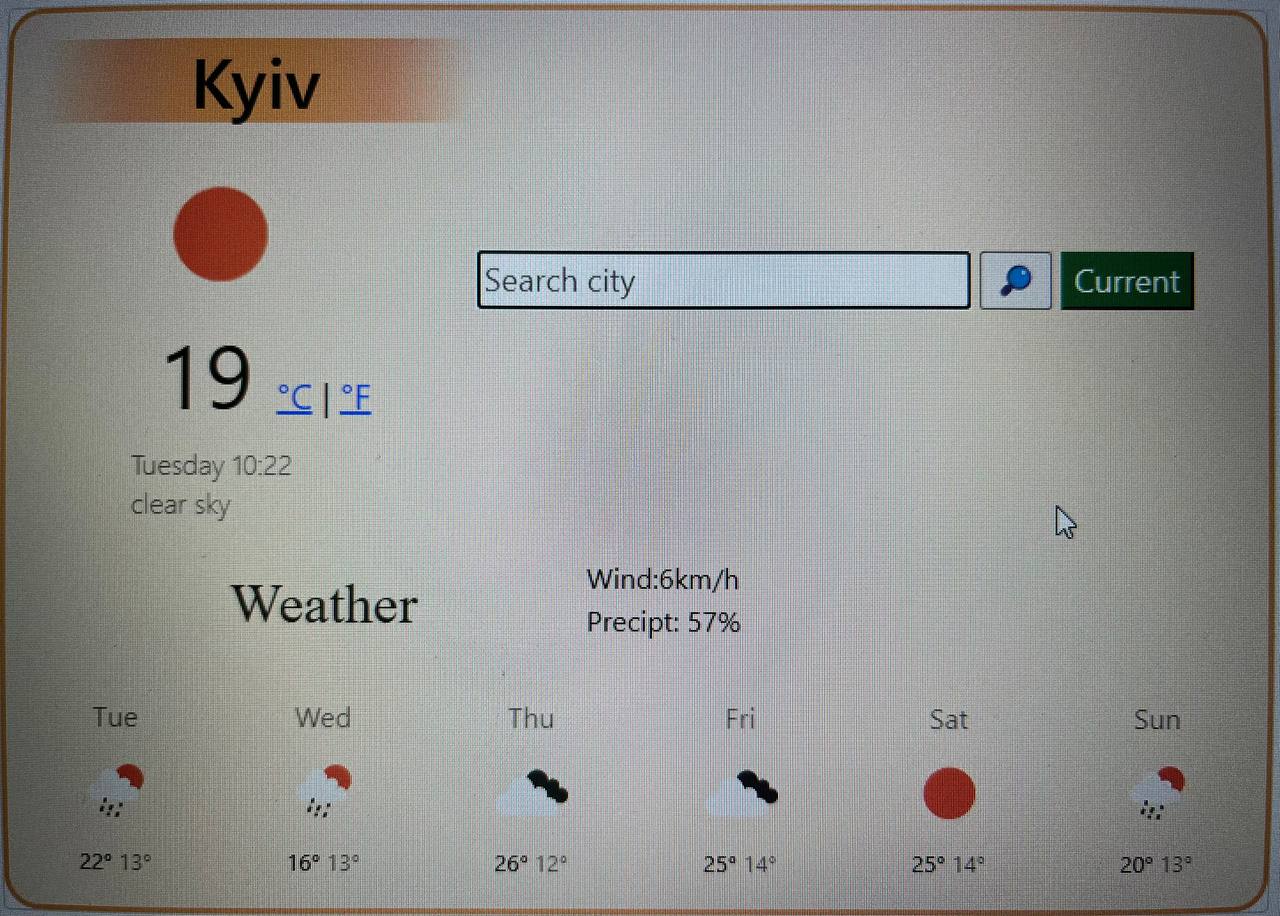 Kyiv
Search city
Current
19 °C | °F
Tuesday 10:22
clear sky
Weather
Wind:6km/h
Precipt: 57%
Tue Wed Thu Fri Sat Sun
22° 13° 16° 13° 26° 12° 25° 14° 25° 14° 20° 13°